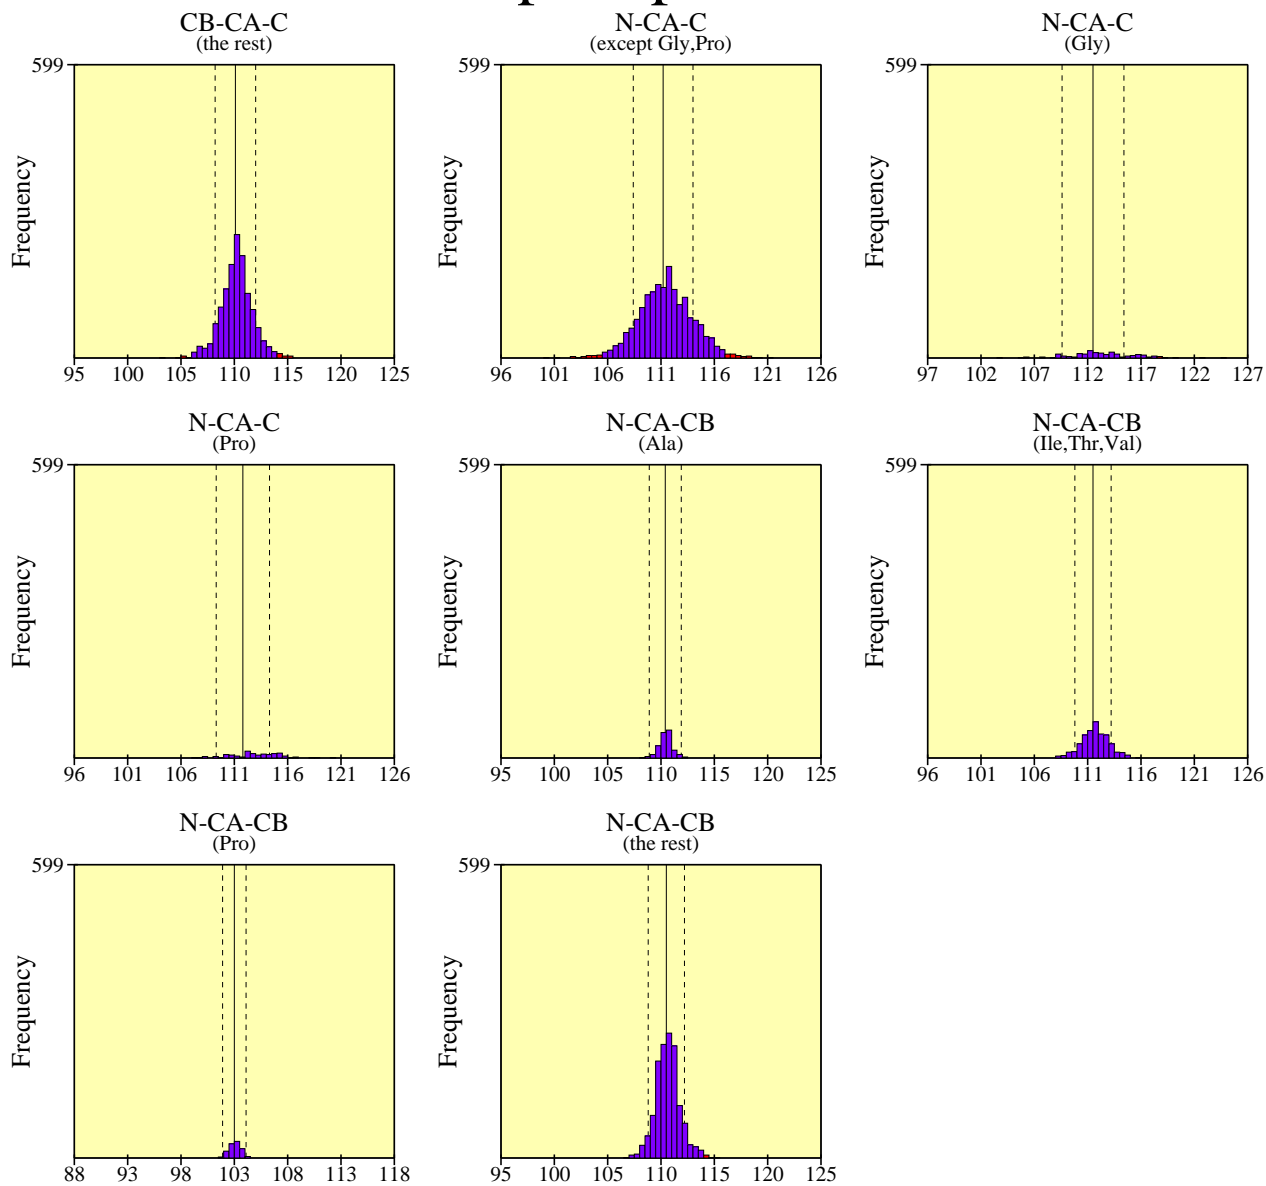 CB-CA-C
(the rest)
599
Frequency
95 100 105 110 115 120 125
N-CA-C
(except Gly,Pro)
599
Frequency
96 101 106 111 116 121 126
N-CA-C
(Gly)
599
Frequency
97 102 107 112 117 122 127
N-CA-C
(Pro)
599
Frequency
96 101 106 111 116 121 126
N-CA-CB
(Ala)
599
Frequency
95 100 105 110 115 120 125
N-CA-CB
(Ile,Thr,Val)
599
Frequency
96 101 106 111 116 121 126
N-CA-CB
(Pro)
599
Frequency
88 93 98 103 108 113 118
N-CA-CB
(the rest)
599
Frequency
95 100 105 110 115 120 125